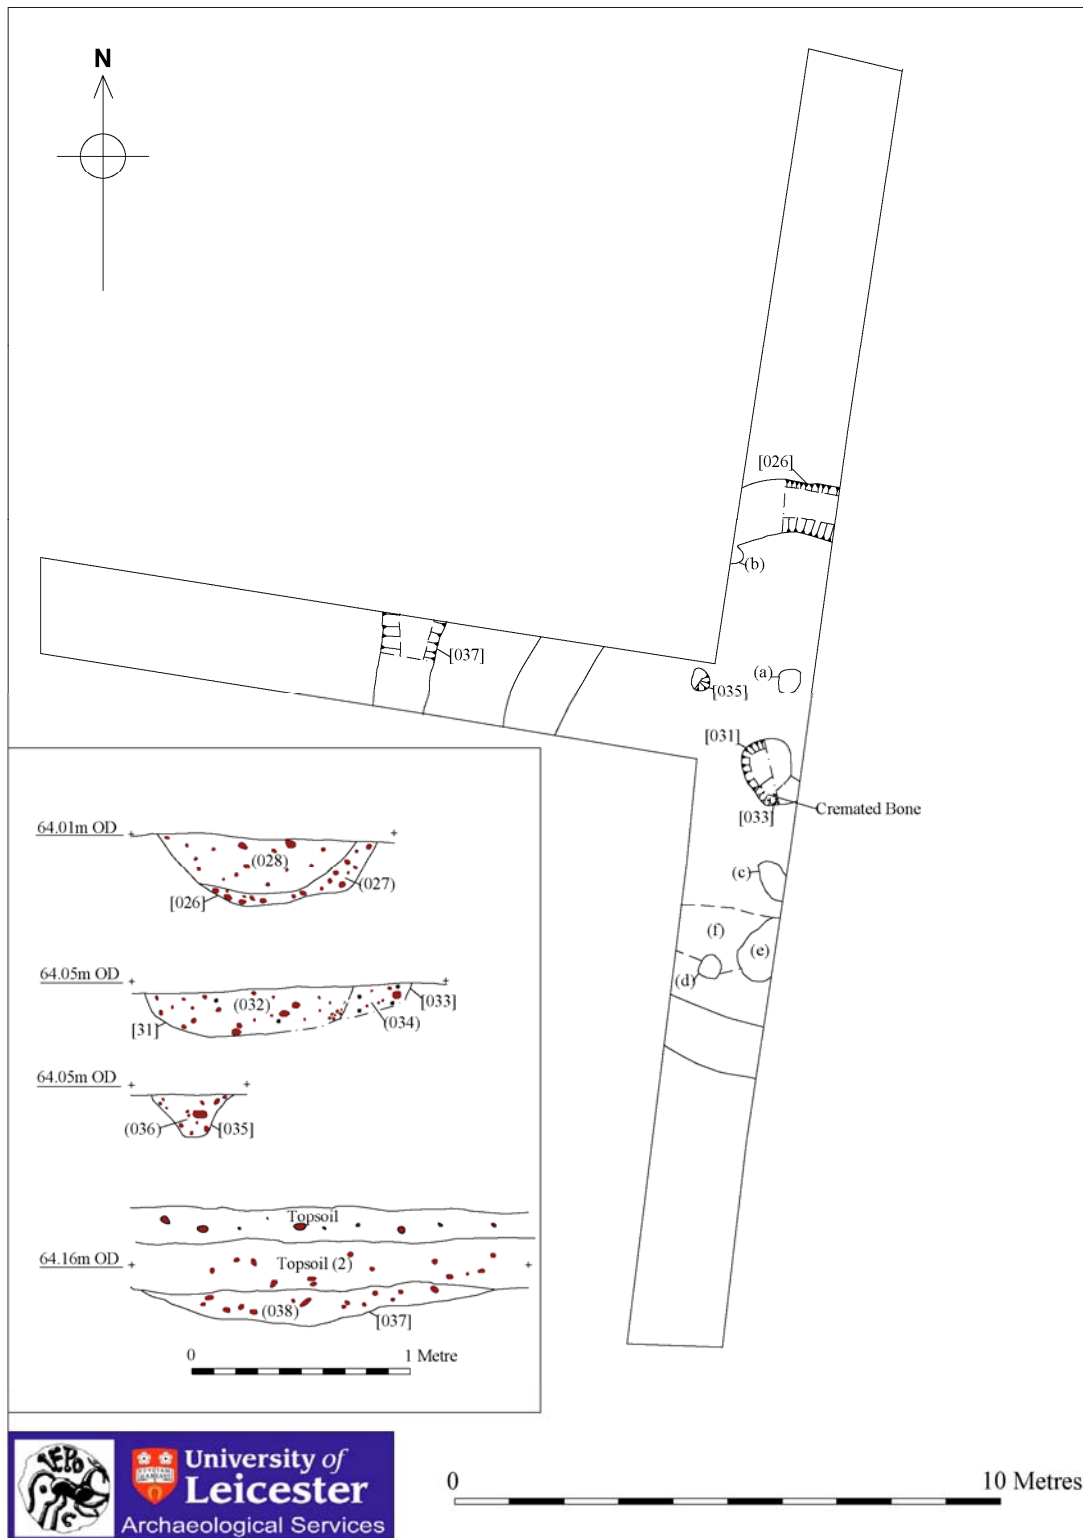 N
[026]
(b)
[037]
(a)
[035]
[031]
Cremated Bone
[033]
(c)
(f)
(e)
(d)
64.01m OD
(028)
(027)
[026]
64.05m OD
(032)
[033]
(034)
[31]
64.05m OD
(036)
[035]
Topsoil
64.16m OD
Topsoil (2)
(038)
[037]
0 1 Metre
University of
Leicester
Archaeological Services
0 10 Metres